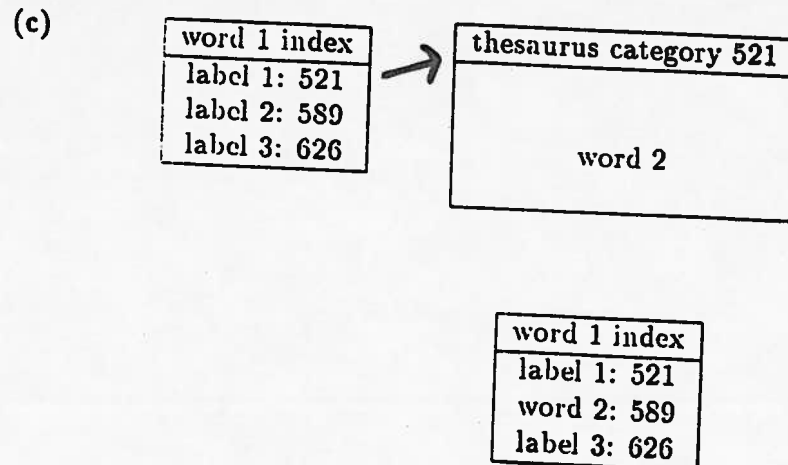 (c)
word 1 index
label 1: 521
label 2: 589
label 3: 626
thesaurus category 521
word 2
word 1 index
label 1: 521
word 2: 589
label 3: 626